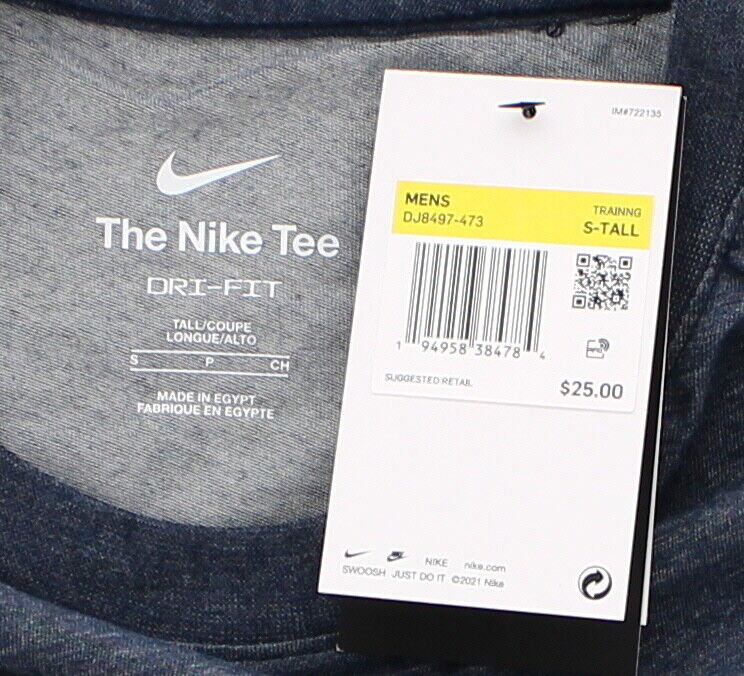 The Nike Tee
DRI-FIT
TALL/COUPE
LONGUE/ALTO
S P CH
MADE IN EGYPT
FABRIQUE EN EGYPTE
IM#722135
MENS
DJ8497-473
TRAINNG
S-TALL
1 94958 38478 4
SUGGESTED RETAIL
$25.00
NIKE nike.com
SWOOSH JUST DO IT ©2021 Nike